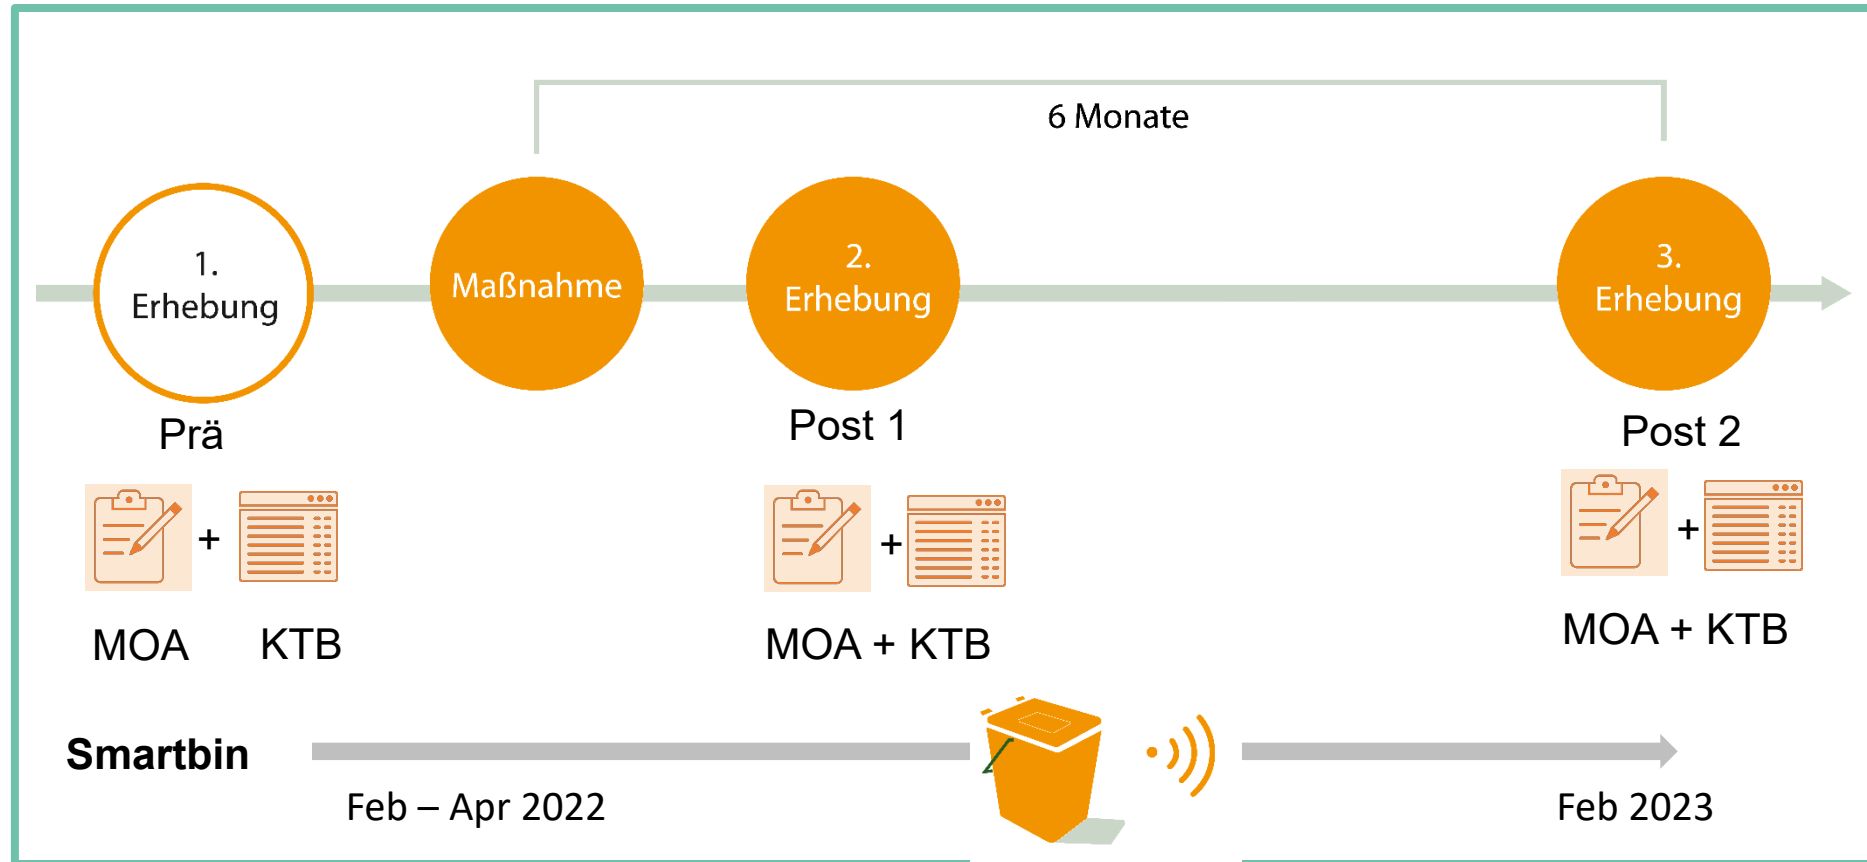 6 Monate
1.
Erhebung
Maßnahme
2.
Erhebung
3.
Erhebung
Prä
Post 1
Post 2
+
+
+
MOA KTB
MOA + KTB
MOA + KTB
Smartbin
Feb – Apr 2022
Feb 2023